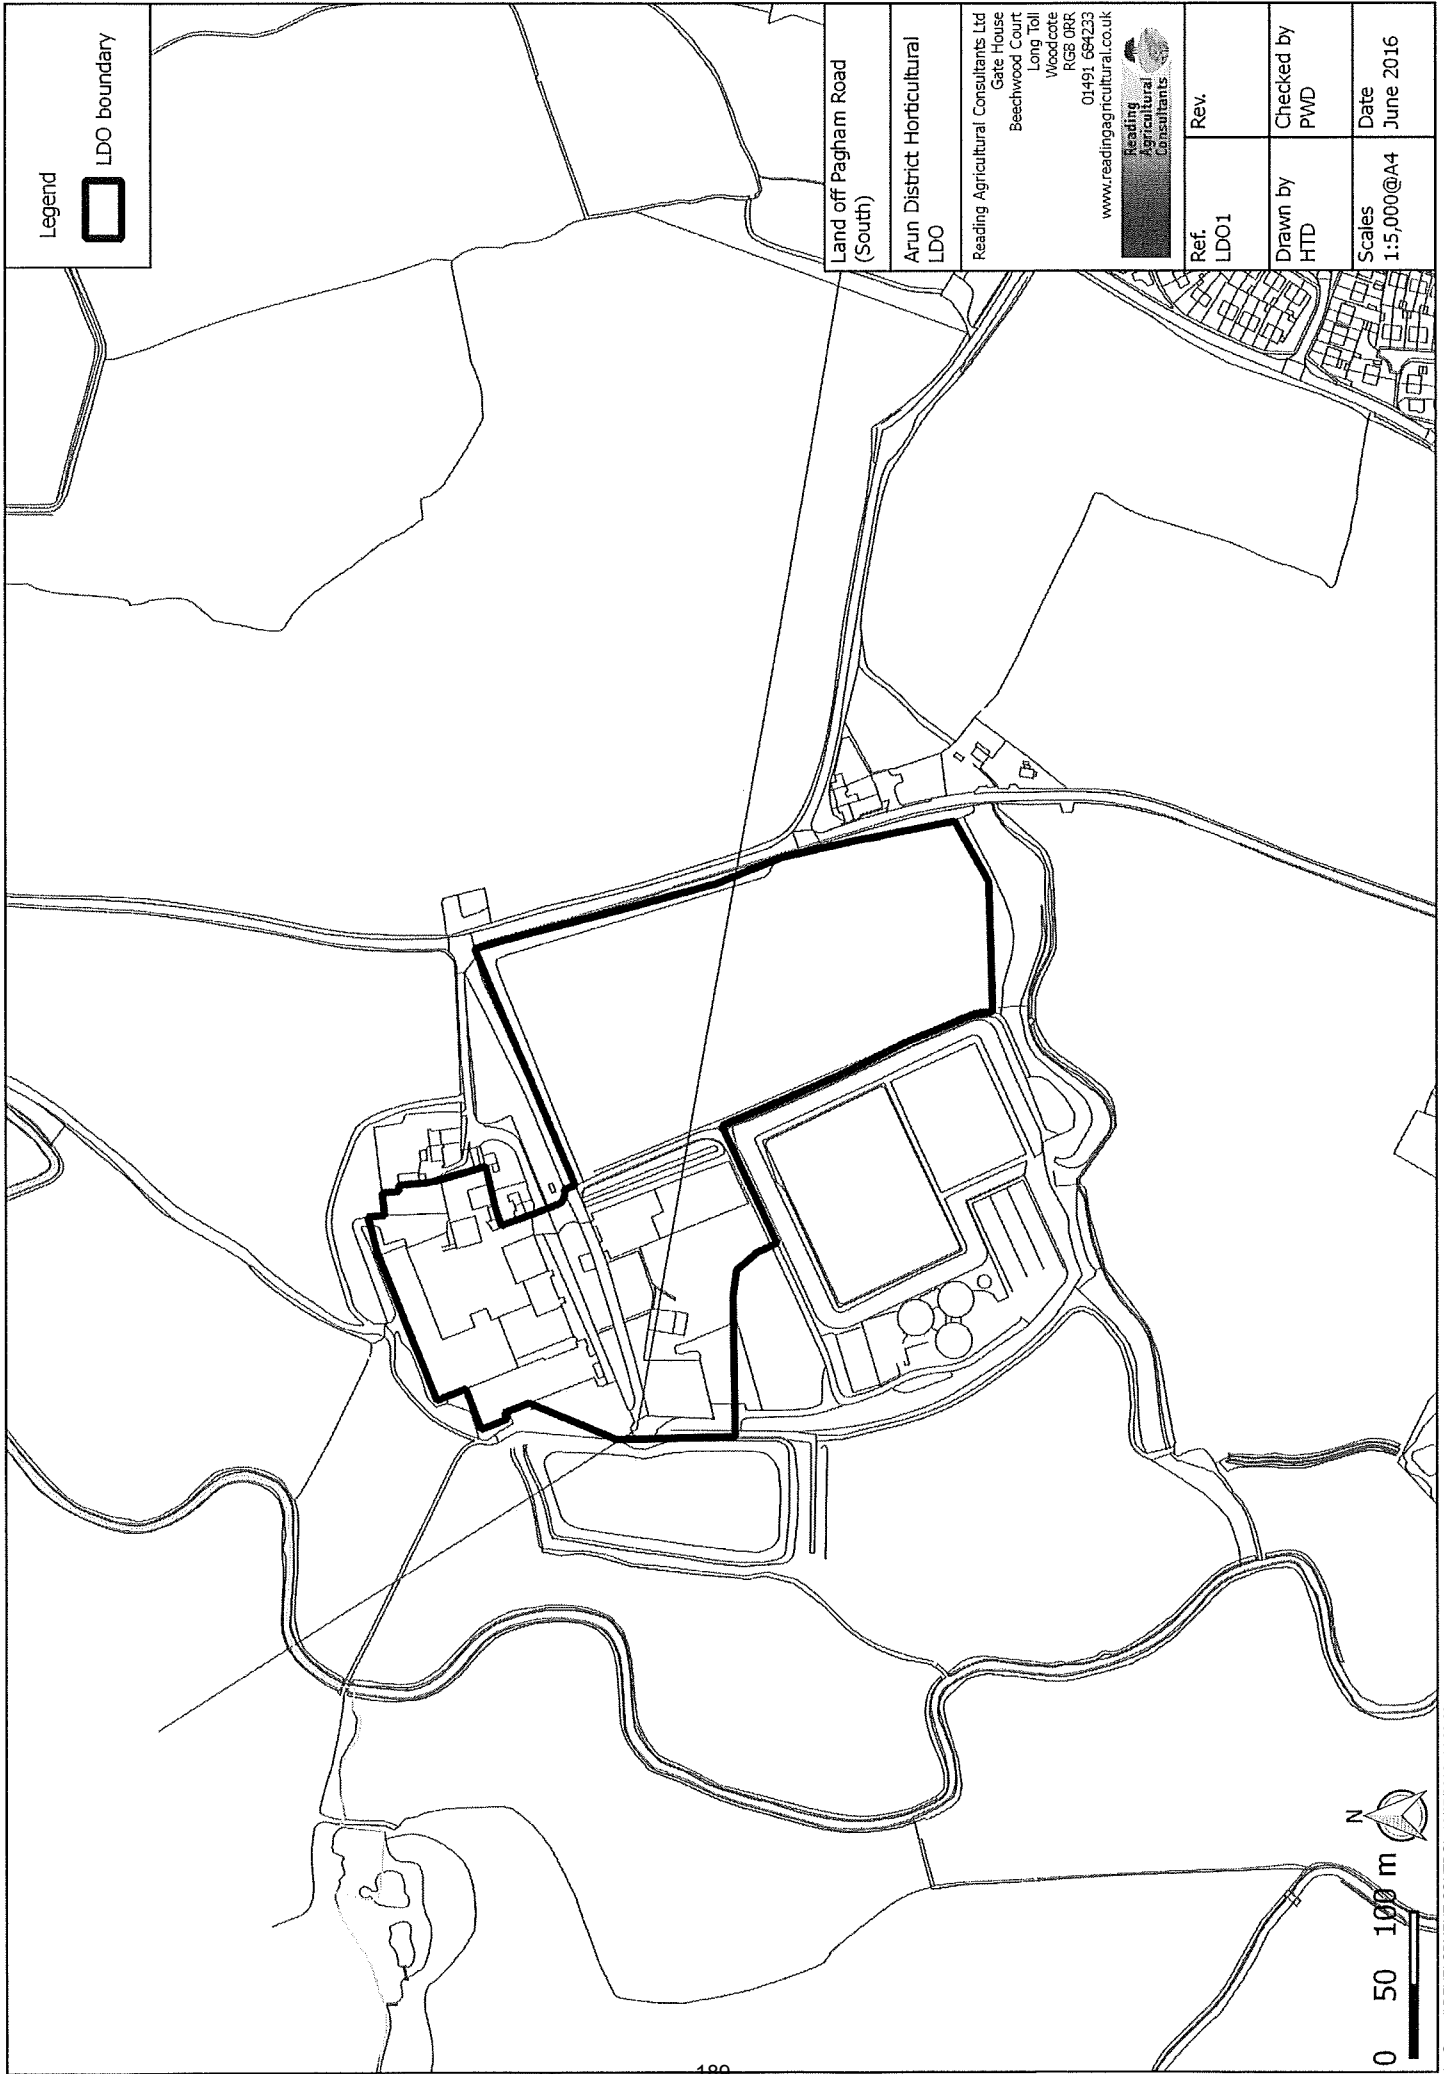 Legend
LDO boundary
Land off Pagham Road
(South)
Arun District Horticultural
LDO
Reading Agricultural Consultants Ltd
Gate House
Beechwood Court
Long Toll
Woodcote
RG8 0RR
01491 684233
www.readingagricultural.co.uk
Reading
Agricultural
Consultants
Ref.
LDO1
Rev.
Drawn by
HTD
Checked by
PWD
Scales
1:5,000@A4
Date
June 2016
N
0 50 100 m